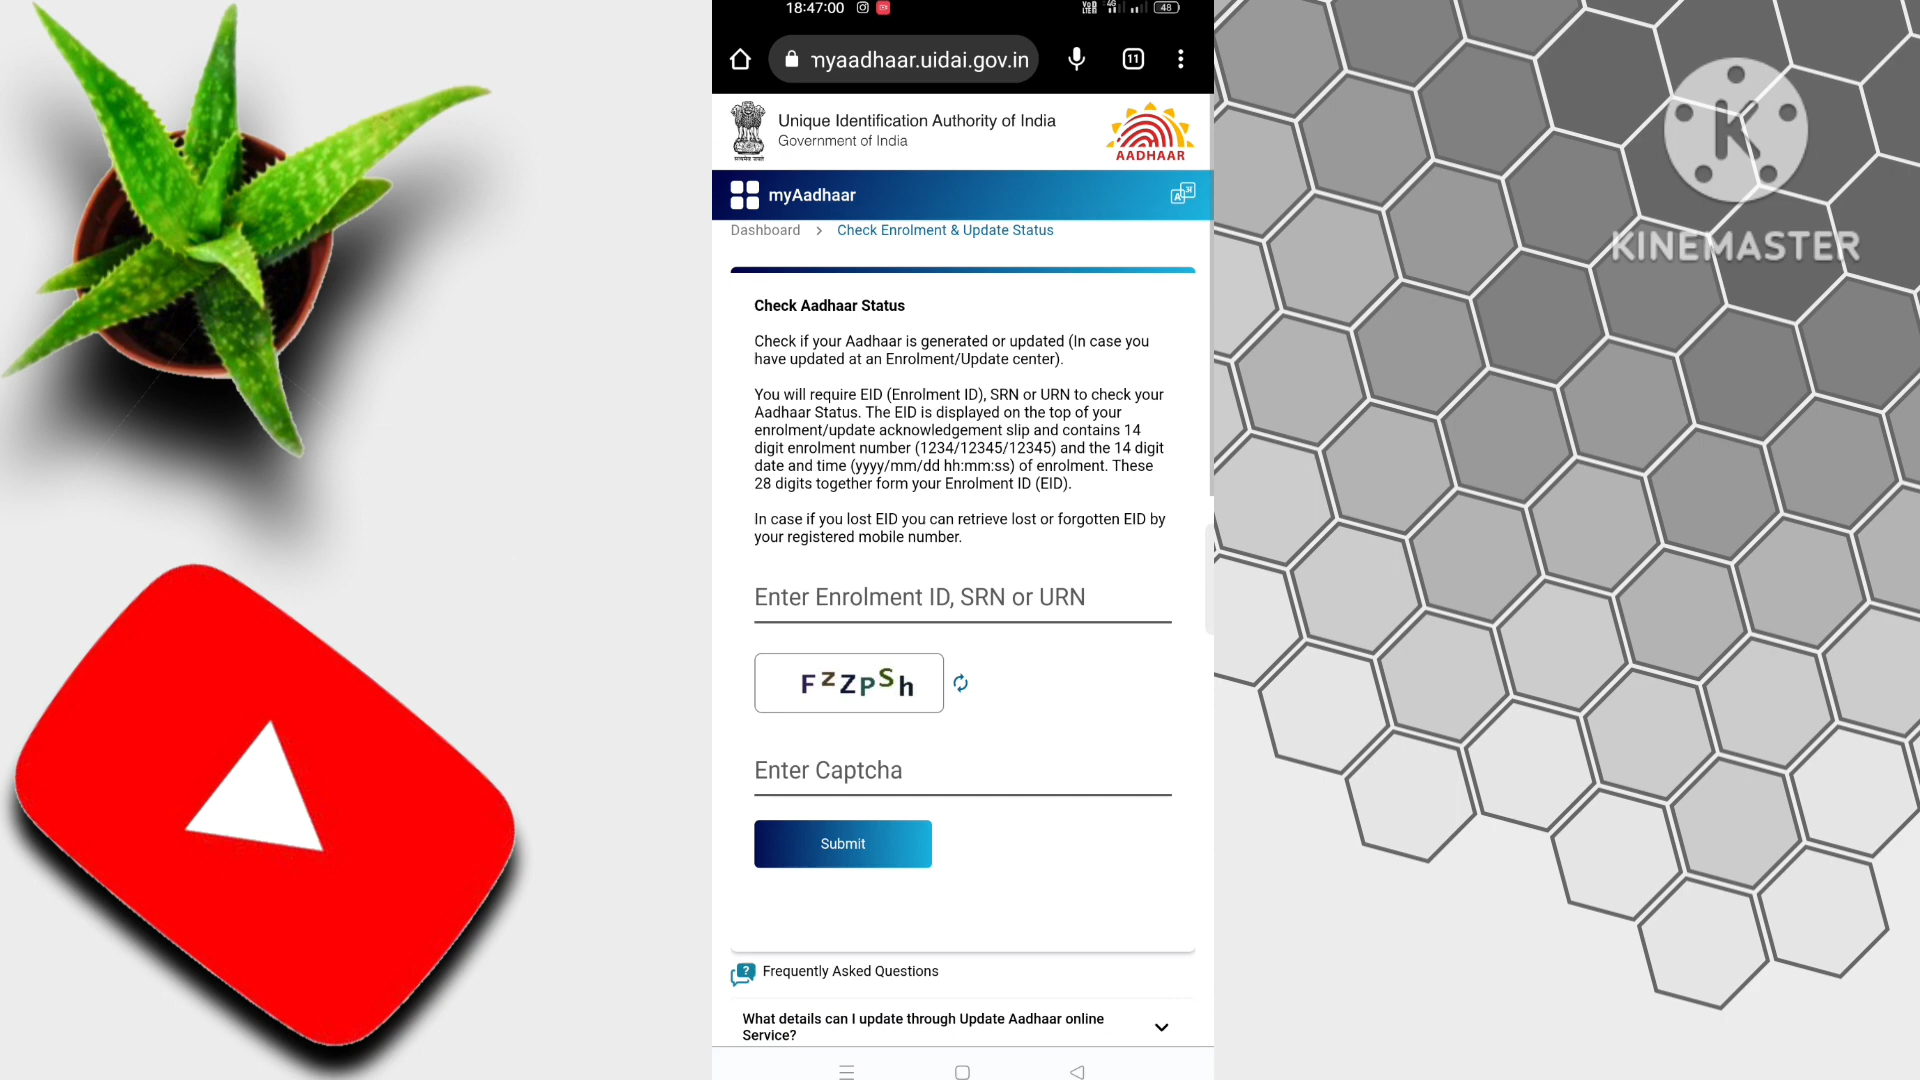 18:47:00
4G
48
myaadhaar.uidai.gov.in
11
Unique Identification Authority of India
Government of India
सत्यमेव जयते
AADHAAR
myAadhaar
A अ
Dashboard > Check Enrolment & Update Status
Check Aadhaar Status
Check if your Aadhaar is generated or updated (In case you
have updated at an Enrolment/Update center).
You will require EID (Enrolment ID), SRN or URN to check your
Aadhaar Status. The EID is displayed on the top of your
enrolment/update acknowledgement slip and contains 14
digit enrolment number (1234/12345/12345) and the 14 digit
date and time (yyyy/mm/dd hh:mm:ss) of enrolment. These
28 digits together form your Enrolment ID (EID).
In case if you lost EID you can retrieve lost or forgotten EID by
your registered mobile number.
Enter Enrolment ID, SRN or URN
FzZPSh
Enter Captcha
Submit
Frequently Asked Questions
What details can I update through Update Aadhaar online
Service?
K
KINEMASTER